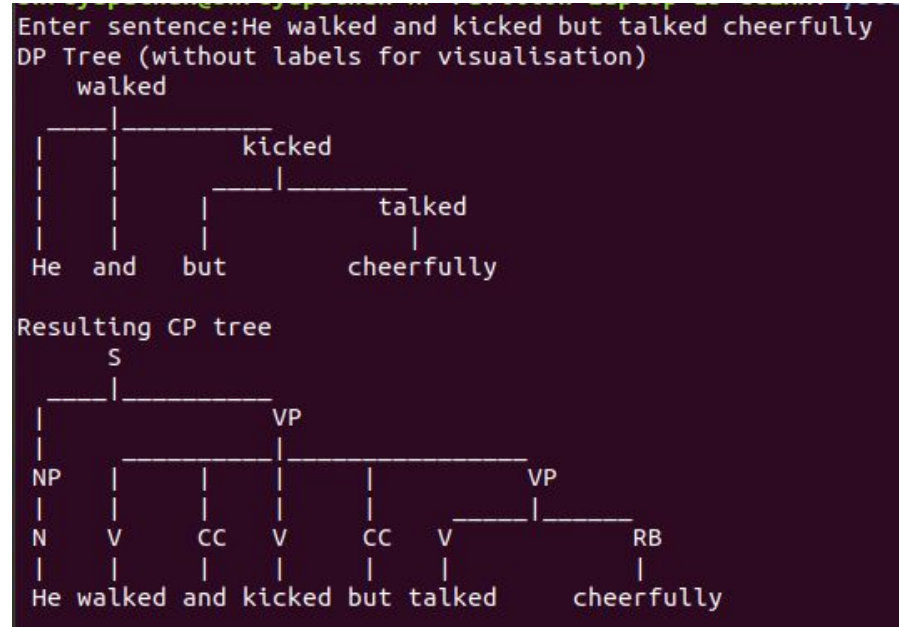 Enter sentence:He walked and kicked but talked cheerfully
DP Tree (without labels for visualisation)
walked
kicked
talked
He and but cheerfully
Resulting CP tree
S
VP
NP VP
N V CC V CC V RB
He walked and kicked but talked cheerfully